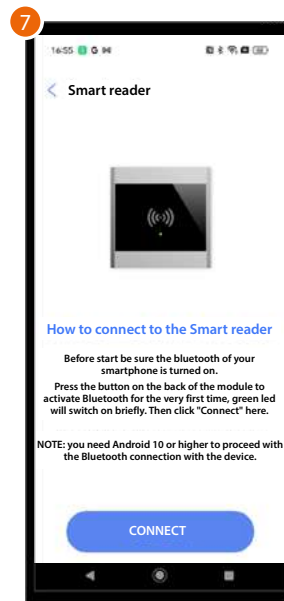 7
16:55
Smart reader
How to connect to the Smart reader
Before start be sure the bluetooth of your
smartphone is turned on.
Press the button on the back of the module to
activate Bluetooth for the very first time, green led
will switch on briefly. Then click "Connect" here.
NOTE: you need Android 10 or higher to proceed with
the Bluetooth connection with the device.
CONNECT